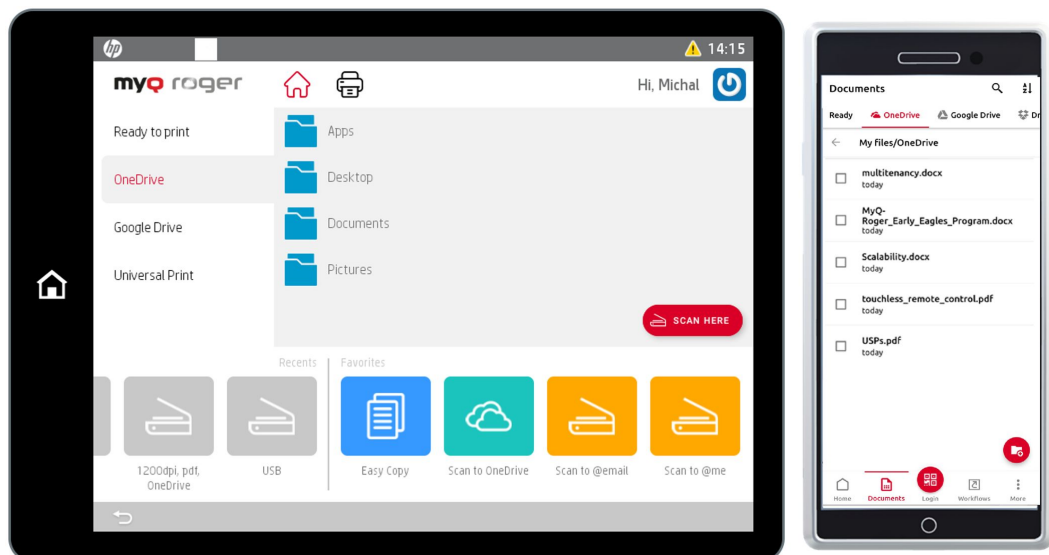 hp
14:15
myQ roger
Hi, Michal
Ready to print
OneDrive
Google Drive
Universal Print
Apps
Desktop
Documents
Pictures
SCAN HERE
Recents
Favorites
1200dpi, pdf,
OneDrive
USB
Easy Copy
Scan to OneDrive
Scan to @email
Scan to @me
Documents
Ready
OneDrive
Google Drive
Dr
My files/OneDrive
multitenancy.docx
today
MyQ-
Roger_Early_Eagles_Program.docx
today
Scalability.docx
today
touchless_remote_control.pdf
today
USPs.pdf
today
Home
Documents
Login
Workflows
More